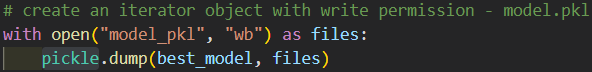 # create an iterator object with write permission - model.pkl
with open("model_pkl", "wb") as files:
    pickle.dump(best_model, files)